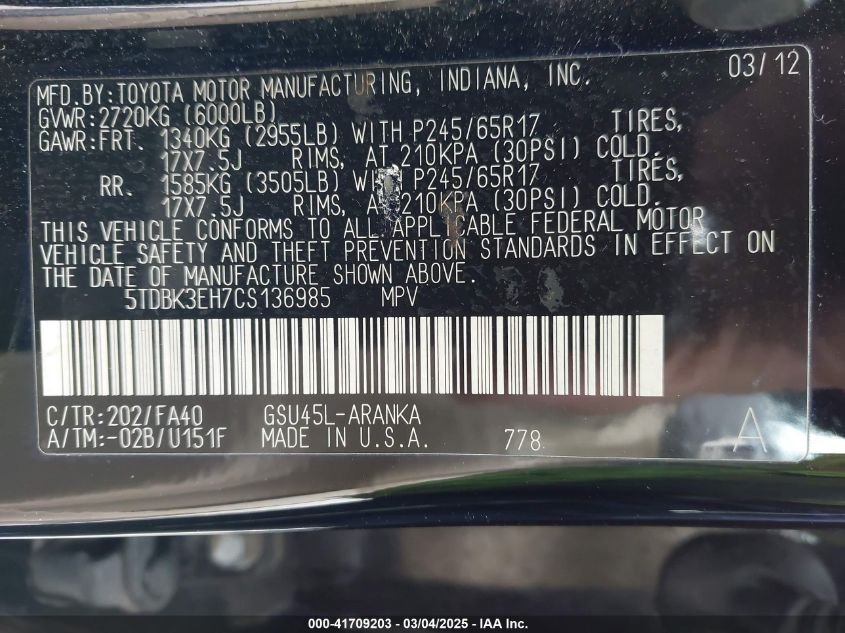 03/12
MFD.BY:TOYOTA MOTOR MANUFACTURING, INDIANA, INC.
GVWR:2720KG (6000LB)
GAWR:FRT. 1340KG (2955LB) WITH P245/65R17 TIRES,
17X7.5J RIMS, AT 210KPA (30PSI) COLD.
RR. 1585KG (3505LB) WITH P245/65R17 TIRES,
17X7.5J RIMS, AT 210KPA (30PSI) COLD.
THIS VEHICLE CONFORMS TO ALL APPLICABLE FEDERAL MOTOR
VEHICLE SAFETY AND THEFT PREVENTION STANDARDS IN EFFECT ON
THE DATE OF MANUFACTURE SHOWN ABOVE.
5TDBK3EH7CS136985 MPV
C/TR:202/FA40 GSU45L-ARANKA
A/TM:-02B/U151F MADE IN U.S.A. 778 A
000-41709203 - 03/04/2025 - IAA Inc.